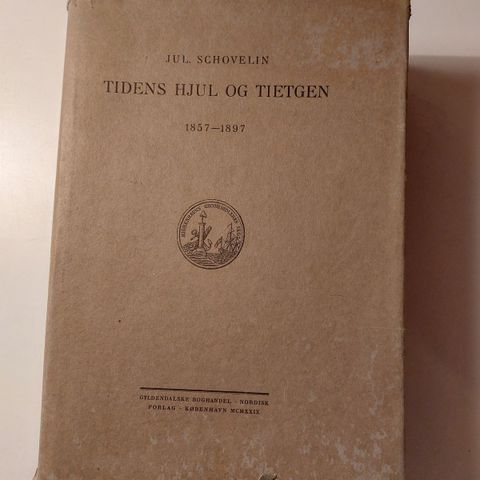 JUL. SCHOVELIN
TIDENS HJUL OG TIETGEN
1857—1897
GYLDENDALSKE BOGHANDEL - NORDISK
FORLAG - KØBENHAVN MCMXXIX